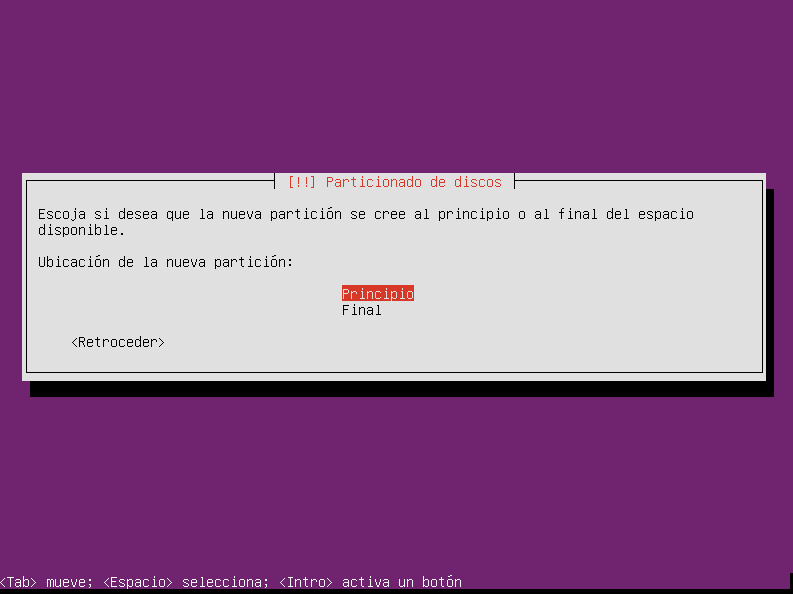 [!!] Particionado de discos
Escoja si desea que la nueva partición se cree al principio o al final del espacio
disponible.
Ubicación de la nueva partición:
Principio
Final
<Retroceder>
<Tab> mueve; <Espacio> selecciona; <Intro> activa un botón